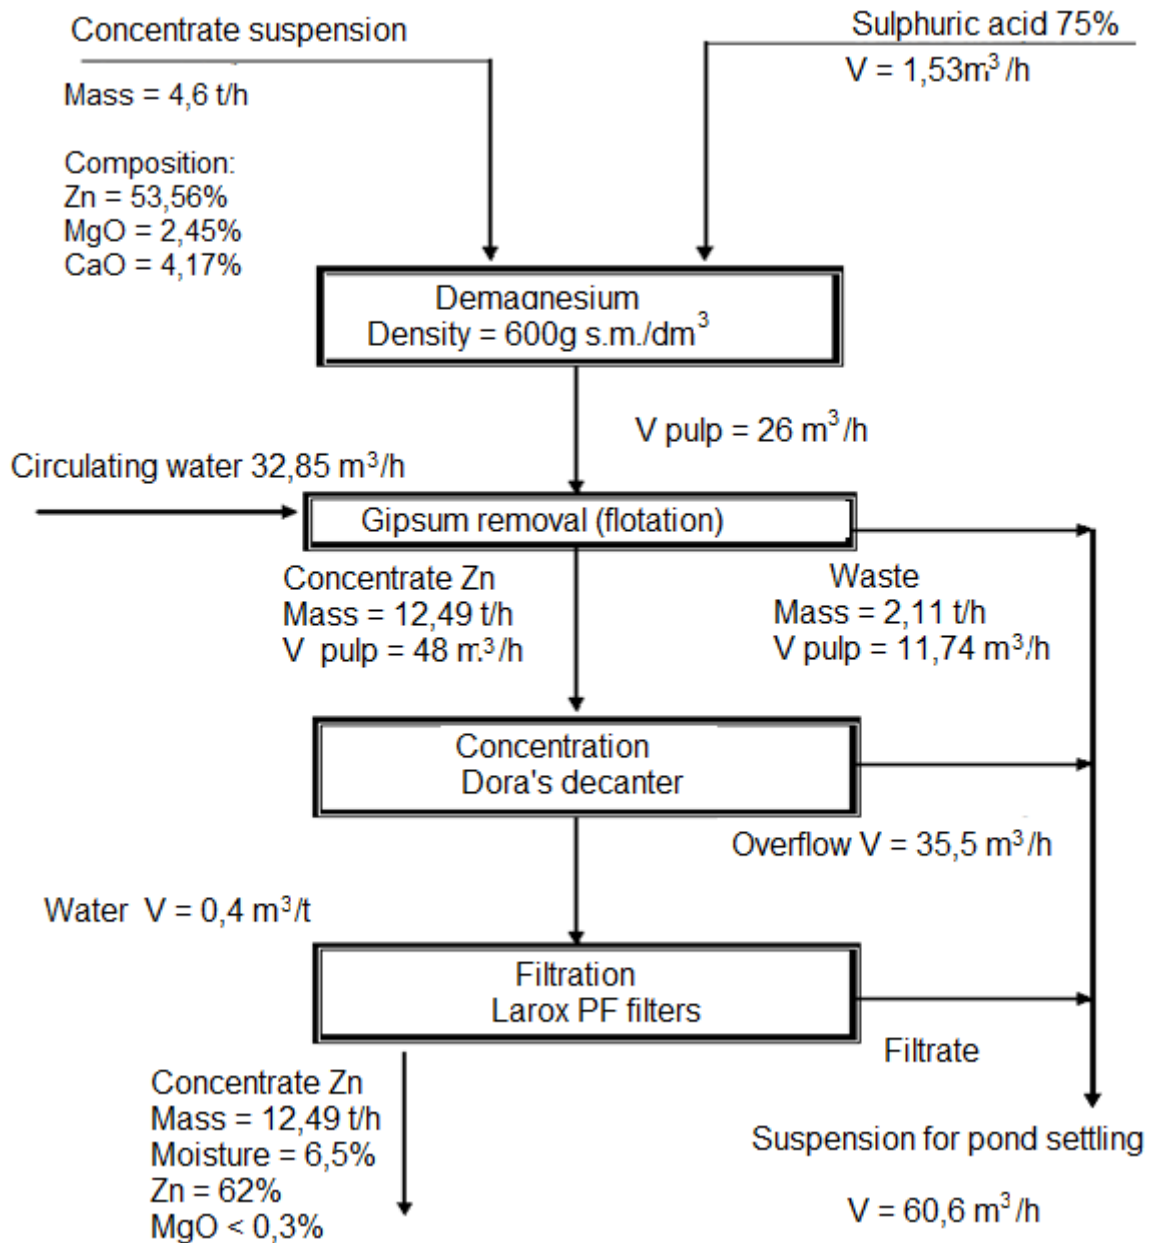 Concentrate suspension
Sulphuric acid 75%
V = 1,53m³/h
Mass = 4,6 t/h
Composition:
Zn = 53,56%
MgO = 2,45%
CaO = 4,17%
Demagnesium
Density = 600g s.m./dm³
V pulp = 26 m³/h
Circulating water 32,85 m³/h
Gipsum removal (flotation)
Concentrate Zn
Mass = 12,49 t/h
V pulp = 48 m³/h
Waste
Mass = 2,11 t/h
V pulp = 11,74 m³/h
Concentration
Dora's decanter
Overflow V = 35,5 m³/h
Water V = 0,4 m³/t
Filtration
Larox PF filters
Filtrate
Concentrate Zn
Mass = 12,49 t/h
Moisture = 6,5%
Zn = 62%
MgO < 0,3%
Suspension for pond settling
V = 60,6 m³/h